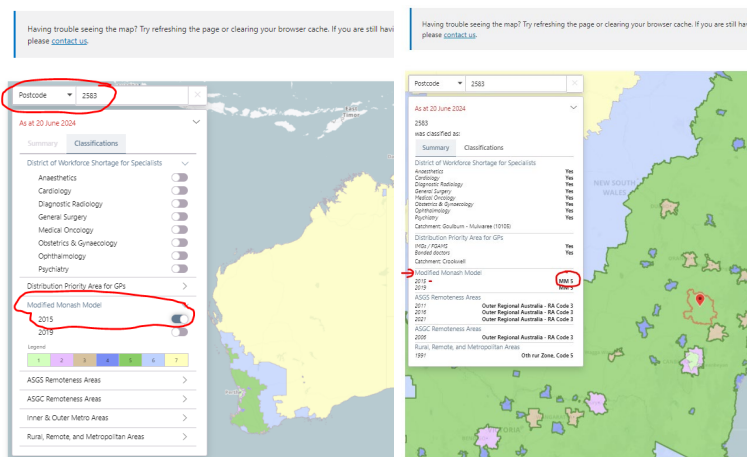 Having trouble seeing the map? Try refreshing the page or clearing your browser cache. If you are still havi
please contact us.
Postcode 2583
As at 20 June 2024
Summary Classifications
District of Workforce Shortage for Specialists
Anaesthetics
Cardiology
Diagnostic Radiology
General Surgery
Medical Oncology
Obstetrics & Gynaecology
Ophthalmology
Psychiatry
Distribution Priority Area for GPs
Modified Monash Model
2015
2019
Legend
1 2 3 4 5 6 7
ASGS Remoteness Areas
ASGC Remoteness Areas
Inner & Outer Metro Areas
Rural, Remote, and Metropolitan Areas
East
Timor
Having trouble seeing the map? Try refreshing the page or clearing your browser cache. If you are still hav
please contact us.
Postcode 2583
As at 20 June 2024
2583
was classified as:
Summary Classifications
District of Workforce Shortage for Specialists
Anaesthetics Yes
Cardiology Yes
Diagnostic Radiology Yes
General Surgery Yes
Medical Oncology Yes
Obstetrics & Gynaecology Yes
Ophthalmology Yes
Psychiatry Yes
Catchment: Goulburn - Mulwaree (10105)
Distribution Priority Area for GPs
IMGs / FGAMS Yes
Bonded doctors Yes
Catchment: Crookwell
Modified Monash Model
2015 MM 5
2019 MM 5
ASGS Remoteness Areas
2011 Outer Regional Australia - RA Code 3
2016 Outer Regional Australia - RA Code 3
2021 Outer Regional Australia - RA Code 3
ASGC Remoteness Areas
2006 Outer Regional Australia - RA Code 3
Rural, Remote, and Metropolitan Areas
1991 Oth rur Zone, Code 5
NEW SOUTH
WALES
VICTORIA